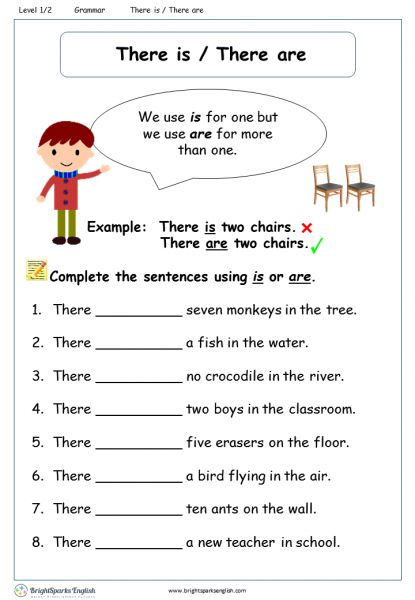 Level 1/2 Grammar There is / There are
There is / There are
We use is for one but
we use are for more
than one.
Example: There is two chairs.
There are two chairs.
Complete the sentences using is or are.
1. There __________ seven monkeys in the tree.
2. There __________ a fish in the water.
3. There __________ no crocodile in the river.
4. There __________ two boys in the classroom.
5. There __________ five erasers on the floor.
6. There __________ a bird flying in the air.
7. There __________ ten ants on the wall.
8. There __________ a new teacher in school.
BrightSparks English
www.brightsparksenglish.com